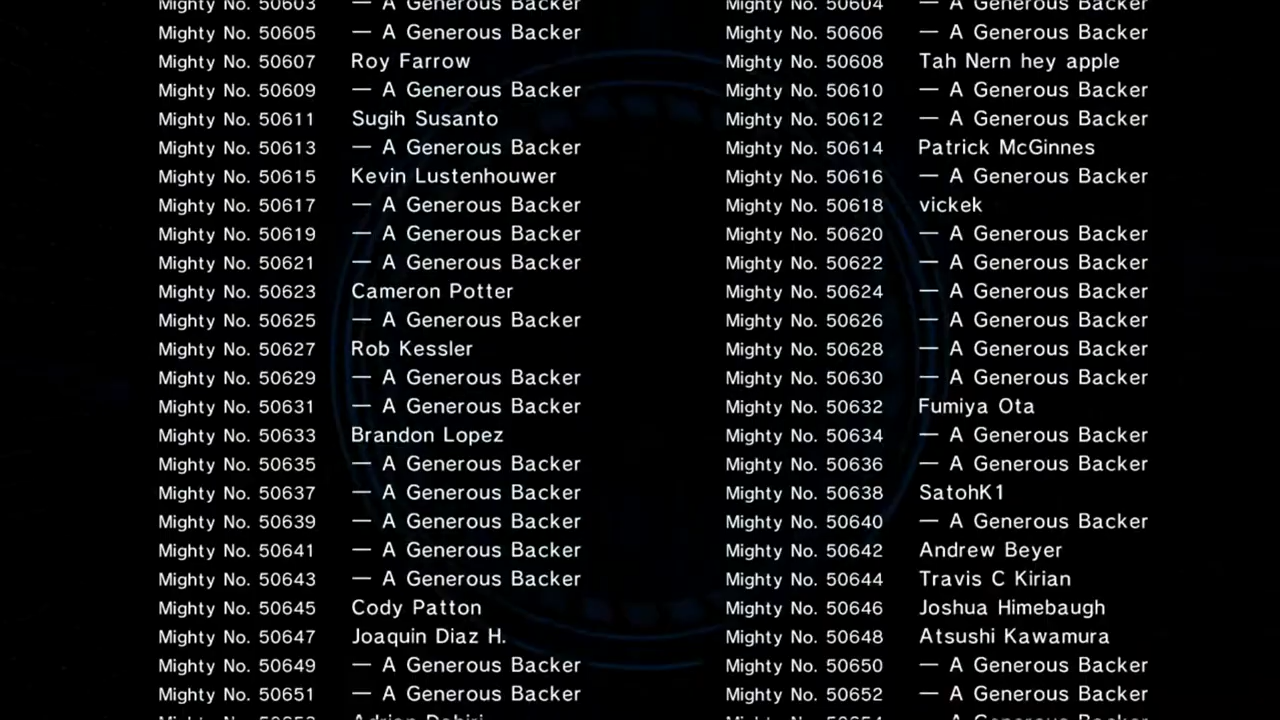 Mighty No. 50603 — A Generous Backer Mighty No. 50604 — A Generous Backer
Mighty No. 50605 — A Generous Backer Mighty No. 50606 — A Generous Backer
Mighty No. 50607 Roy Farrow Mighty No. 50608 Tah Nern hey apple
Mighty No. 50609 — A Generous Backer Mighty No. 50610 — A Generous Backer
Mighty No. 50611 Sugih Susanto Mighty No. 50612 — A Generous Backer
Mighty No. 50613 — A Generous Backer Mighty No. 50614 Patrick McGinnes
Mighty No. 50615 Kevin Lustenhouwer Mighty No. 50616 — A Generous Backer
Mighty No. 50617 — A Generous Backer Mighty No. 50618 vickek
Mighty No. 50619 — A Generous Backer Mighty No. 50620 — A Generous Backer
Mighty No. 50621 — A Generous Backer Mighty No. 50622 — A Generous Backer
Mighty No. 50623 Cameron Potter Mighty No. 50624 — A Generous Backer
Mighty No. 50625 — A Generous Backer Mighty No. 50626 — A Generous Backer
Mighty No. 50627 Rob Kessler Mighty No. 50628 — A Generous Backer
Mighty No. 50629 — A Generous Backer Mighty No. 50630 — A Generous Backer
Mighty No. 50631 — A Generous Backer Mighty No. 50632 Fumiya Ota
Mighty No. 50633 Brandon Lopez Mighty No. 50634 — A Generous Backer
Mighty No. 50635 — A Generous Backer Mighty No. 50636 — A Generous Backer
Mighty No. 50637 — A Generous Backer Mighty No. 50638 SatohK1
Mighty No. 50639 — A Generous Backer Mighty No. 50640 — A Generous Backer
Mighty No. 50641 — A Generous Backer Mighty No. 50642 Andrew Beyer
Mighty No. 50643 — A Generous Backer Mighty No. 50644 Travis C Kirian
Mighty No. 50645 Cody Patton Mighty No. 50646 Joshua Himebaugh
Mighty No. 50647 Joaquin Diaz H. Mighty No. 50648 Atsushi Kawamura
Mighty No. 50649 — A Generous Backer Mighty No. 50650 — A Generous Backer
Mighty No. 50651 — A Generous Backer Mighty No. 50652 — A Generous Backer